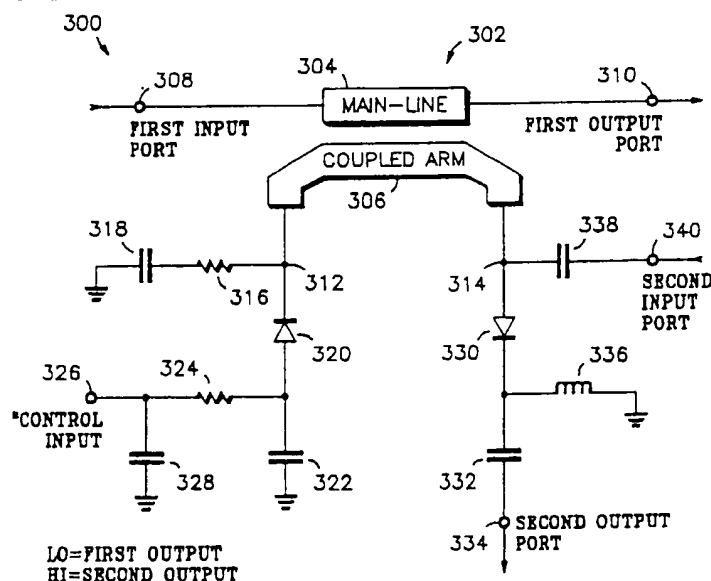 300
302
304
308
MAIN-LINE
310
FIRST INPUT
PORT
FIRST OUTPUT
PORT
COUPLED ARM
306
318
338
340
316
312
314
SECOND
INPUT
PORT
320
330
336
326
324
*CONTROL
INPUT
328
322
332
334
SECOND OUTPUT
PORT
LO=FIRST OUTPUT
HI=SECOND OUTPUT